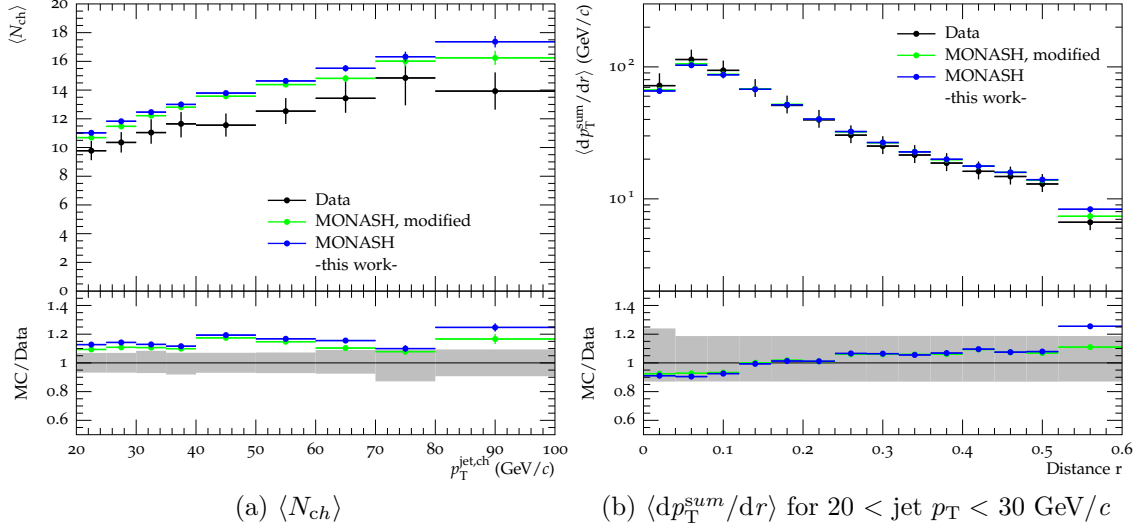 ⟨N_ch⟩
20
18
16
14
12
10
8
6
4
2
0
Data
MONASH, modified
MONASH
-this work-
MC/Data
1.4
1.2
1
0.8
0.6
20 30 40 50 60 70 80 90 100
p_T^jet,ch (GeV/c)
(a) ⟨N_ch⟩
⟨dp_T^sum/dr⟩ (GeV/c)
10^2
10^1
Data
MONASH, modified
MONASH
-this work-
MC/Data
1.4
1.2
1
0.8
0.6
0 0.1 0.2 0.3 0.4 0.5 0.6
Distance r
(b) ⟨dp_T^sum/dr⟩ for 20 < jet p_T < 30 GeV/c